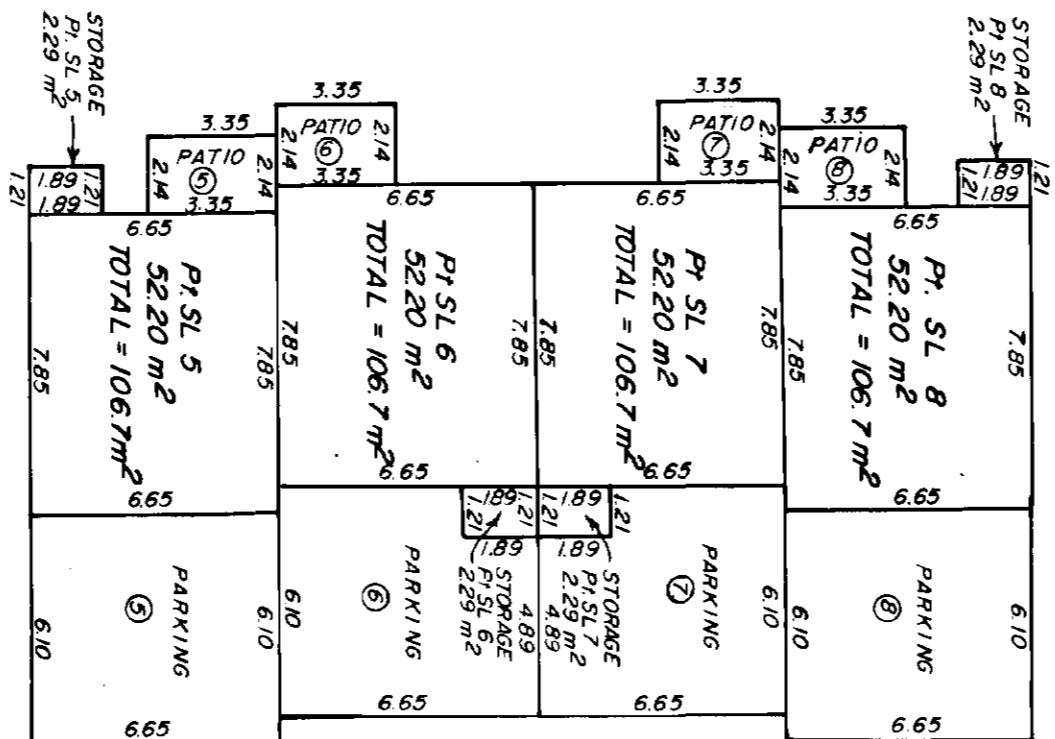 STORAGE
Pt. SL 5
2.29 m2
STORAGE
Pt SL 8
2.29 m2
3.35
3.35
3.35
3.35
PATIO
5
2.14
2.14
3.35
PATIO
6
2.14
2.14
3.35
PATIO
7
2.14
3.35
PATIO
8
2.14
2.14
3.35
1.21
1.89
1.21
1.89
1.21
1.89
1.21
1.89
6.65
6.65
6.65
6.65
Pt. SL 5
52.20 m2
TOTAL = 106.7m2
Pt SL 6
52.20 m2
TOTAL = 106.7 m2
Pt SL 7
52.20 m2
TOTAL = 106.7 m2
Pt. SL 8
52.20 m2
TOTAL = 106.7 m2
7.85
7.85
7.85
7.85
7.85
7.85
7.85
7.85
6.65
6.65
6.65
6.65
1.89
1.21
1.21
1.89
1.89
1.21
1.89
STORAGE
Pt SL 6
2.29 m2
STORAGE
Pt. SL 7
2.29 m2
4.89
4.89
PARKING
5
PARKING
6
PARKING
7
PARKING
8
6.10
6.10
6.10
6.10
6.10
6.10
6.65
6.65
6.65
6.65